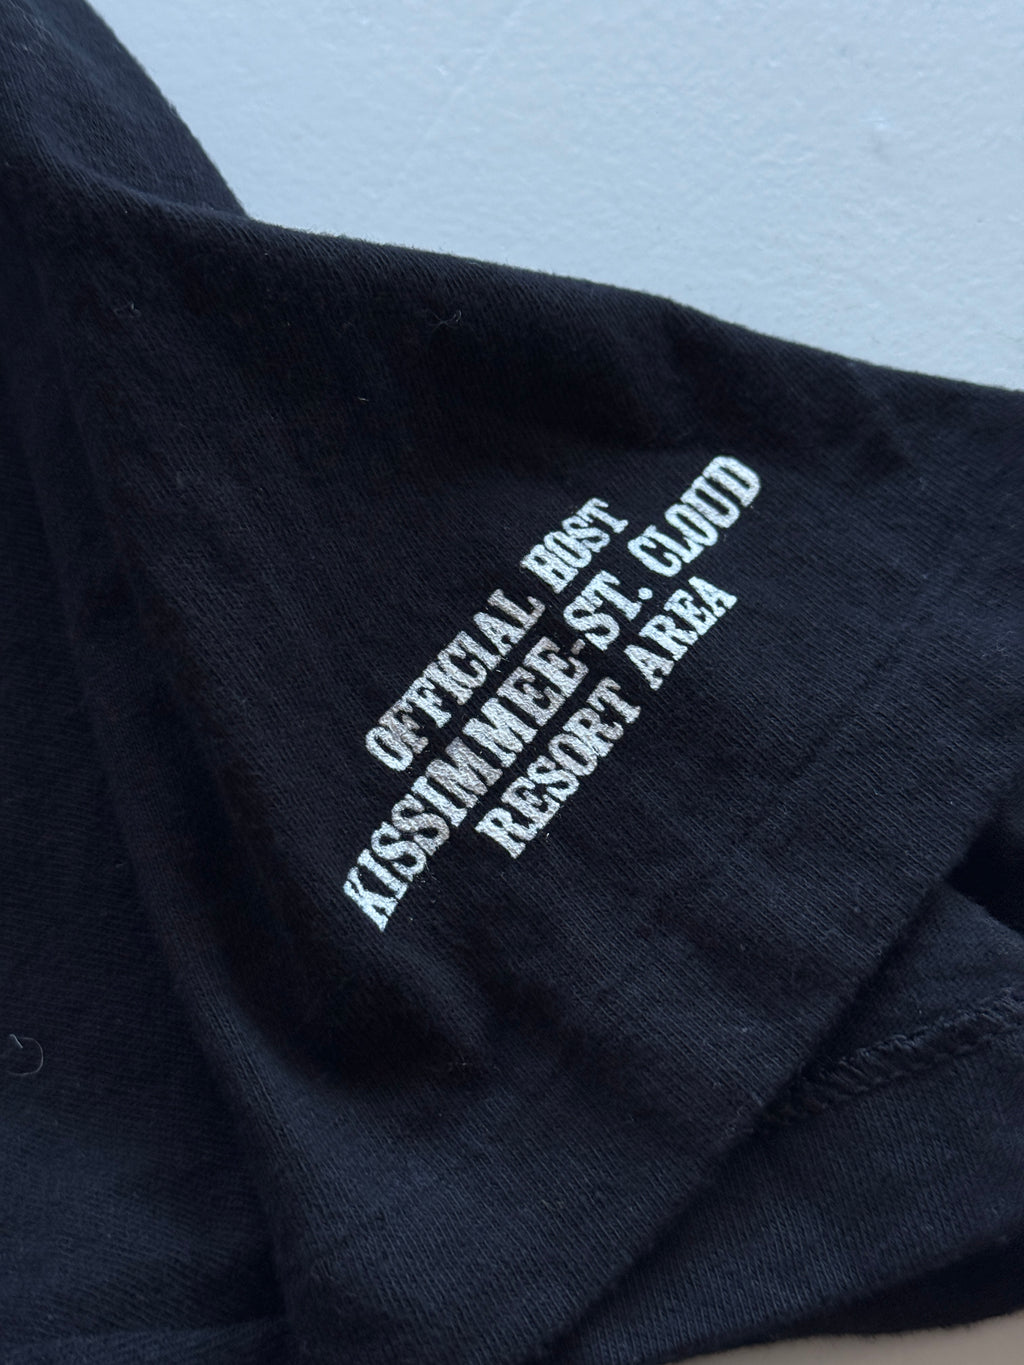 OFFICIAL HOST
KISSIMMEE-ST. CLOUD
RESORT AREA